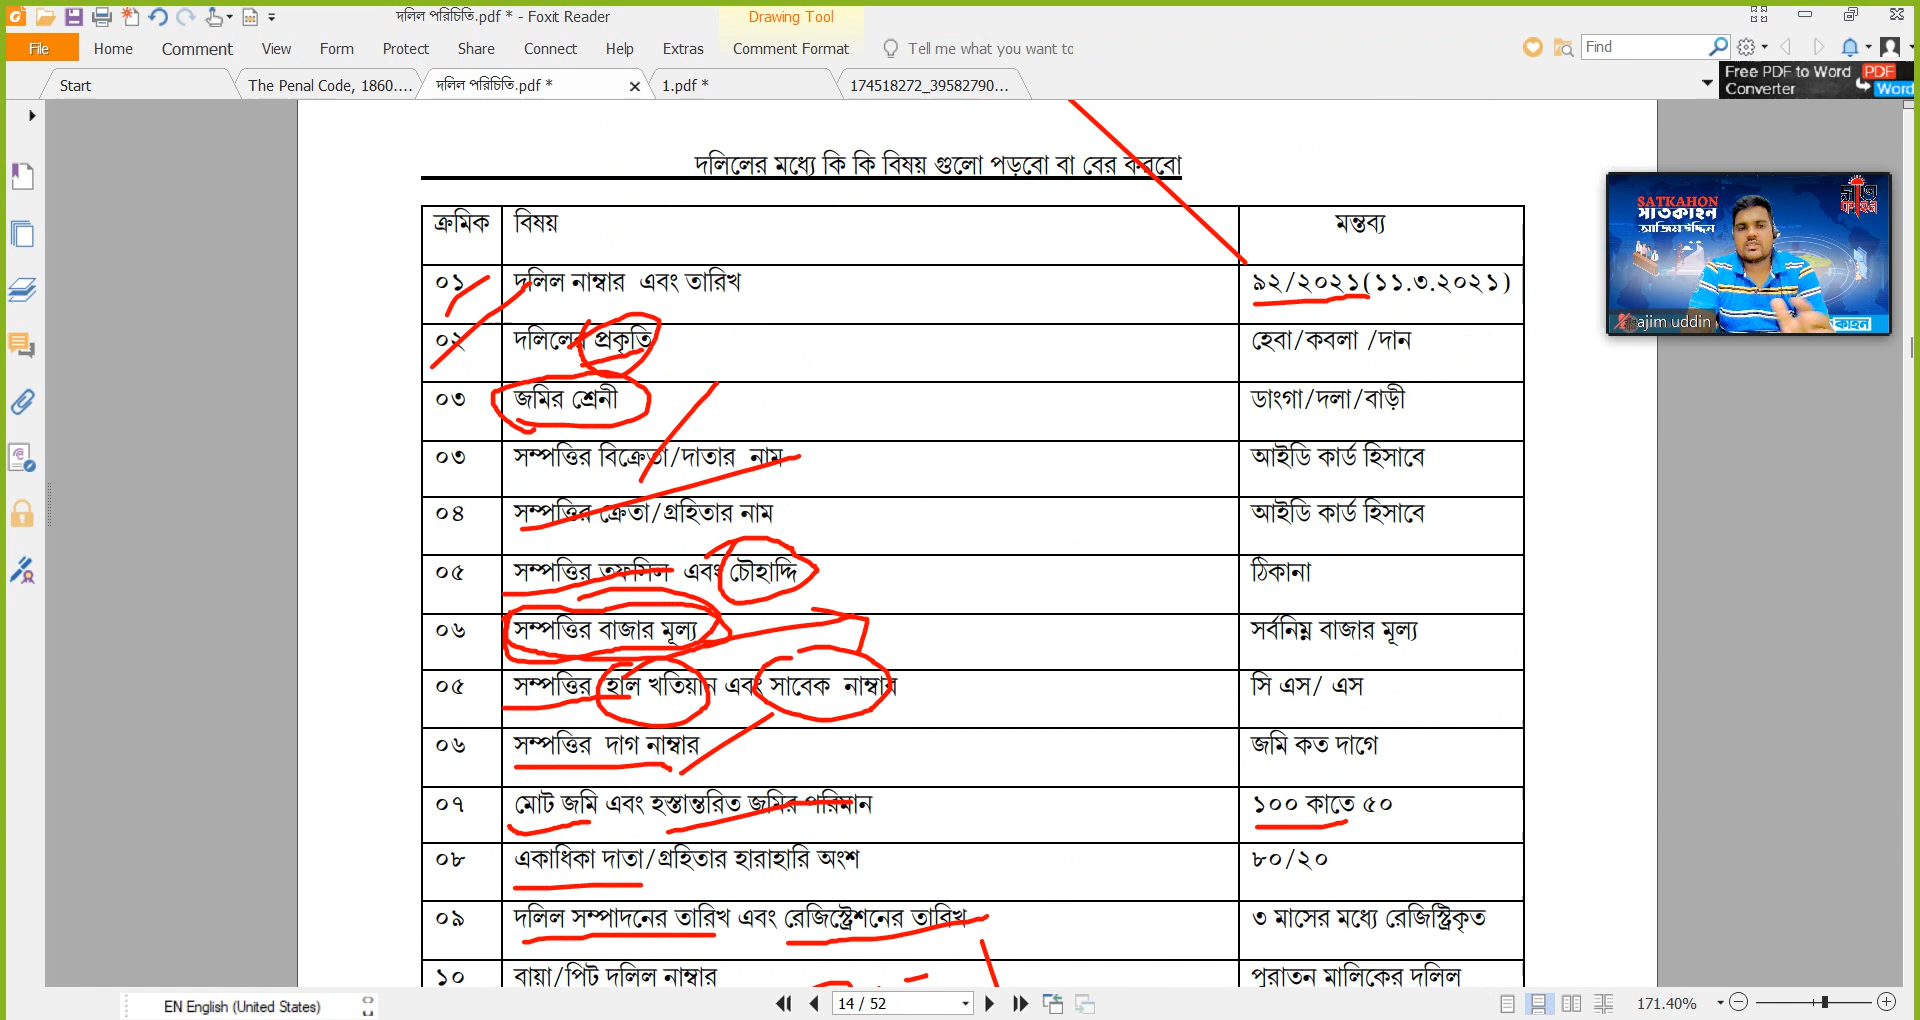 দলিল পরিচিতি.pdf * - Foxit Reader
Drawing Tool
File Home Comment View Form Protect Share Connect Help Extras Comment Format Tell me what you want to Find
Start The Penal Code, 1860.... দলিল পরিচিতি.pdf * 1.pdf * 174518272_39582790...
Free PDF to Word Converter PDF Word
দলিলের মধ্যে কি কি বিষয় গুলো পড়বো বা বের করবো
ক্রমিক বিষয় মন্তব্য
০১ দলিল নাম্বার এবং তারিখ ৯২/২০২১(১১.৩.২০২১)
০২ দলিলের প্রকৃতি হেবা/কবলা /দান
০৩ জমির শ্রেনী ডাংগা/দলা/বাড়ী
০৩ সম্পত্তির বিক্রেতা/দাতার নাম আইডি কার্ড হিসাবে
০৪ সম্পত্তির ক্রেতা/গ্রহিতার নাম আইডি কার্ড হিসাবে
০৫ সম্পত্তির তফসিল এবং চৌহাদ্দি ঠিকানা
০৬ সম্পত্তির বাজার মূল্য সর্বনিম্ন বাজার মূল্য
০৫ সম্পত্তির হাল খতিয়ান এবং সাবেক নাম্বার সি এস/ এস
০৬ সম্পত্তির দাগ নাম্বার জমি কত দাগে
০৭ মোট জমি এবং হস্তান্তরিত জমির পরিমান ১০০ কাতে ৫০
০৮ একাধিকা দাতা/গ্রহিতার হারাহারি অংশ ৮০/২০
০৯ দলিল সম্পাদনের তারিখ এবং রেজিস্ট্রেশনের তারিখ ৩ মাসের মধ্যে রেজিস্ট্রিকৃত
১০ বায়া/পিট দলিল নাম্বার পুরাতন মালিকের দলিল
SATKAHON
সাতকাহন
আজিম উদ্দিন
সাত কাহন
ajim uddin
কাহন
EN English (United States)
14 / 52
171.40%